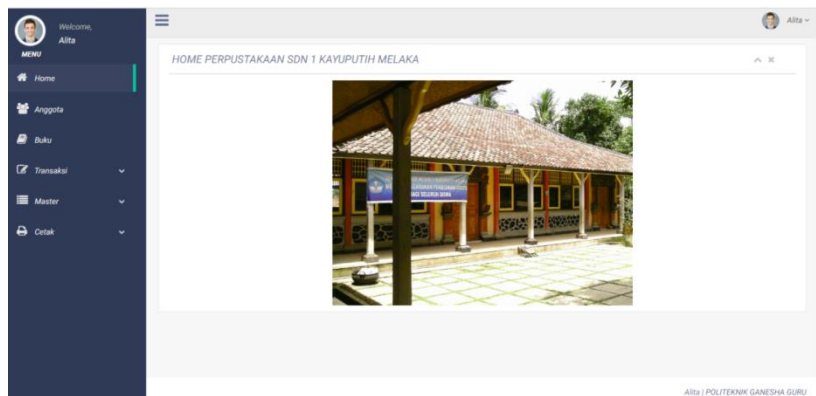 Welcome,
Alita
MENU
Home
Anggota
Buku
Transaksi
Master
Cetak
Alita
HOME PERPUSTAKAAN SDN 1 KAYUPUTIH MELAKA
Alita | POLITEKNIK GANESHA GURU